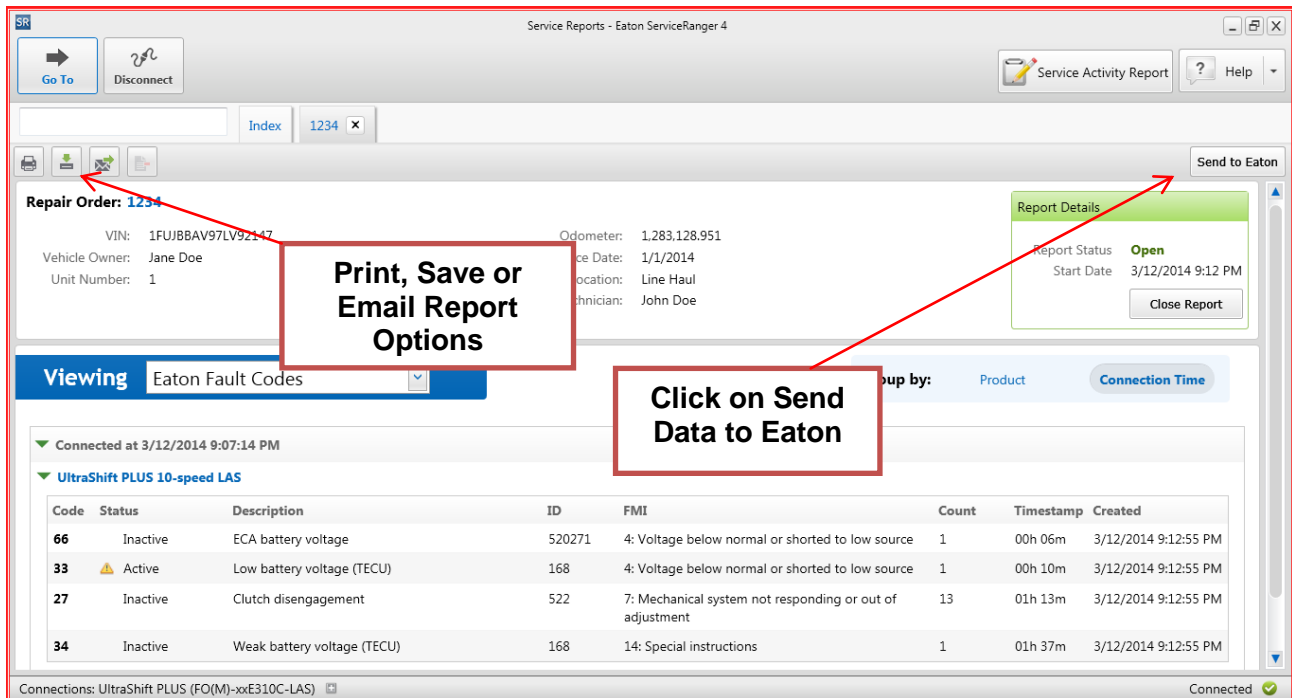 SR Service Reports - Eaton ServiceRanger 4
Go To
Disconnect
Service Activity Report
? Help
Index 1234
Send to Eaton
Repair Order: 1234
VIN: 1FUJBBAV97LV92147
Vehicle Owner: Jane Doe
Unit Number: 1
Odometer: 1,283,128.951
Date: 1/1/2014
Line Haul
John Doe
Report Details
Report Status Open
Start Date 3/12/2014 9:12 PM
Close Report
Print, Save or
Email Report
Options
Click on Send
Data to Eaton
Viewing Eaton Fault Codes
by: Product Connection Time
Connected at 3/12/2014 9:07:14 PM
UltraShift PLUS 10-speed LAS
Code Status Description ID FMI Count Timestamp Created
66 Inactive ECA battery voltage 520271 4: Voltage below normal or shorted to low source 1 00h 06m 3/12/2014 9:12:55 PM
33 Active Low battery voltage (TECU) 168 4: Voltage below normal or shorted to low source 1 00h 10m 3/12/2014 9:12:55 PM
27 Inactive Clutch disengagement 522 7: Mechanical system not responding or out of 13 01h 13m 3/12/2014 9:12:55 PM
adjustment
34 Inactive Weak battery voltage (TECU) 168 14: Special instructions 1 01h 37m 3/12/2014 9:12:55 PM
Connections: UltraShift PLUS (FO(M)-xxE310C-LAS)
Connected